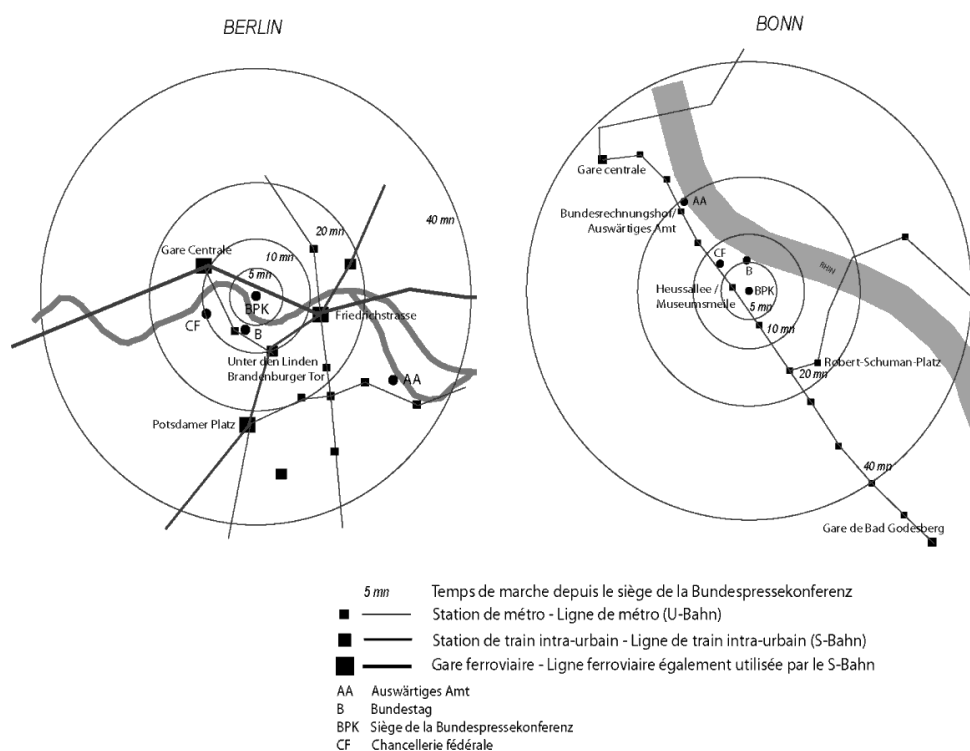 BERLIN
BONN
40 mn
20 mn
Gare Centrale
10 mn
5 mn
BPK
CF
B
Friedrichstrasse
Unter den Linden
Brandenburger Tor
AA
Potsdamer Platz
Gare centrale
AA
Bundesrechnungshof/
Auswärtiges Amt
CF
B
RHIN
Heussallee /
Museumsmeile
BPK
5 mn
10 mn
Robert-Schuman-Platz
20 mn
40 mn
Gare de Bad Godesberg
5 mn Temps de marche depuis le siège de la Bundespressekonferenz
Station de métro - Ligne de métro (U-Bahn)
Station de train intra-urbain - Ligne de train intra-urbain (S-Bahn)
Gare ferroviaire - Ligne ferroviaire également utilisée par le S-Bahn
AA Auswärtiges Amt
B Bundestag
BPK Siège de la Bundespressekonferenz
CF Chancellerie fédérale